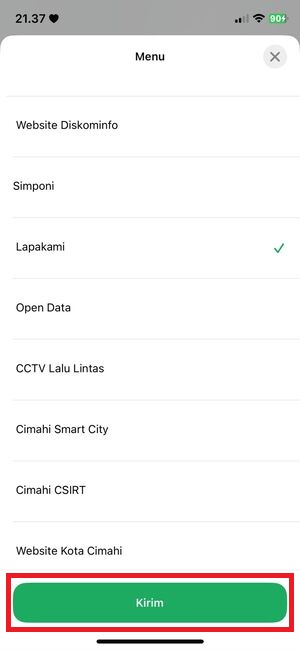 21.37
90
Menu
Website Diskominfo
Simponi
Lapakami
Open Data
CCTV Lalu Lintas
Cimahi Smart City
Cimahi CSIRT
Website Kota Cimahi
Kirim